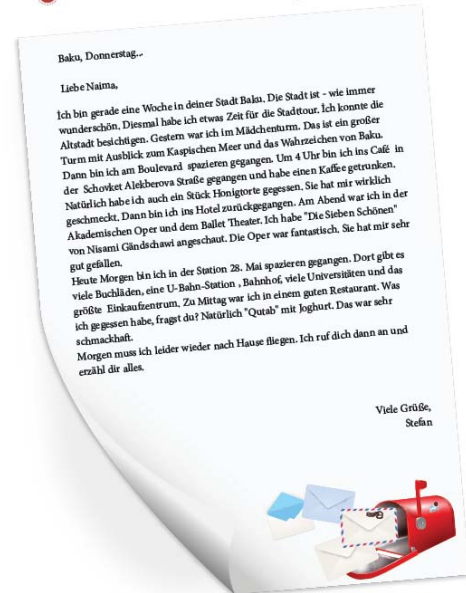 Baku, Donnerstag...
Liebe Naima,
İch bin gerade eine Woche in deiner Stadt Baku. Die Stadt ist - wie immer
wunderschön. Diesmal habe ich etwas Zeit für die Stadttour. İch konnte die
Altstadt besichtigen. Gestern war ich im Mädchenturm. Das ist ein großer
Turm mit Ausblick zum Kaspischen Meer und das Wahrzeichen von Baku.
Dann bin ich am Boulevard spazieren gegangen. Um 4 Uhr bin ich ins Café in
der Schovket Alekberova Straße gegangen und habe einen Kaffee getrunken.
Natürlich habe ich auch ein Stück Honigtorte gegessen. Sie hat mir wirklich
geschmeckt. Dann bin ich ins Hotel zurückgegangen. Am Abend war ich in der
Akademischen Oper und dem Ballet Theater. Ich habe "Die Sieben Schönen"
von Nisami Gändschawi angeschaut. Die Oper war fantastisch. Sie hat mir sehr
gut gefallen.
Heute Morgen bin ich in der Station 28. Mai spazieren gegangen. Dort gibt es
viele Buchläden, eine U-Bahn-Station , Bahnhof, viele Universitäten und das
größte Einkaufzentrum. Zu Mittag war ich in einem guten Restaurant. Was
ich gegessen habe, fragst du? Natürlich "Qutab" mit Joghurt. Das war sehr
schmackhaft.
Morgen muss ich leider wieder nach Hause fliegen. Ich ruf dich dann an und
erzähl dir alles.
Viele Grüße,
Stefan